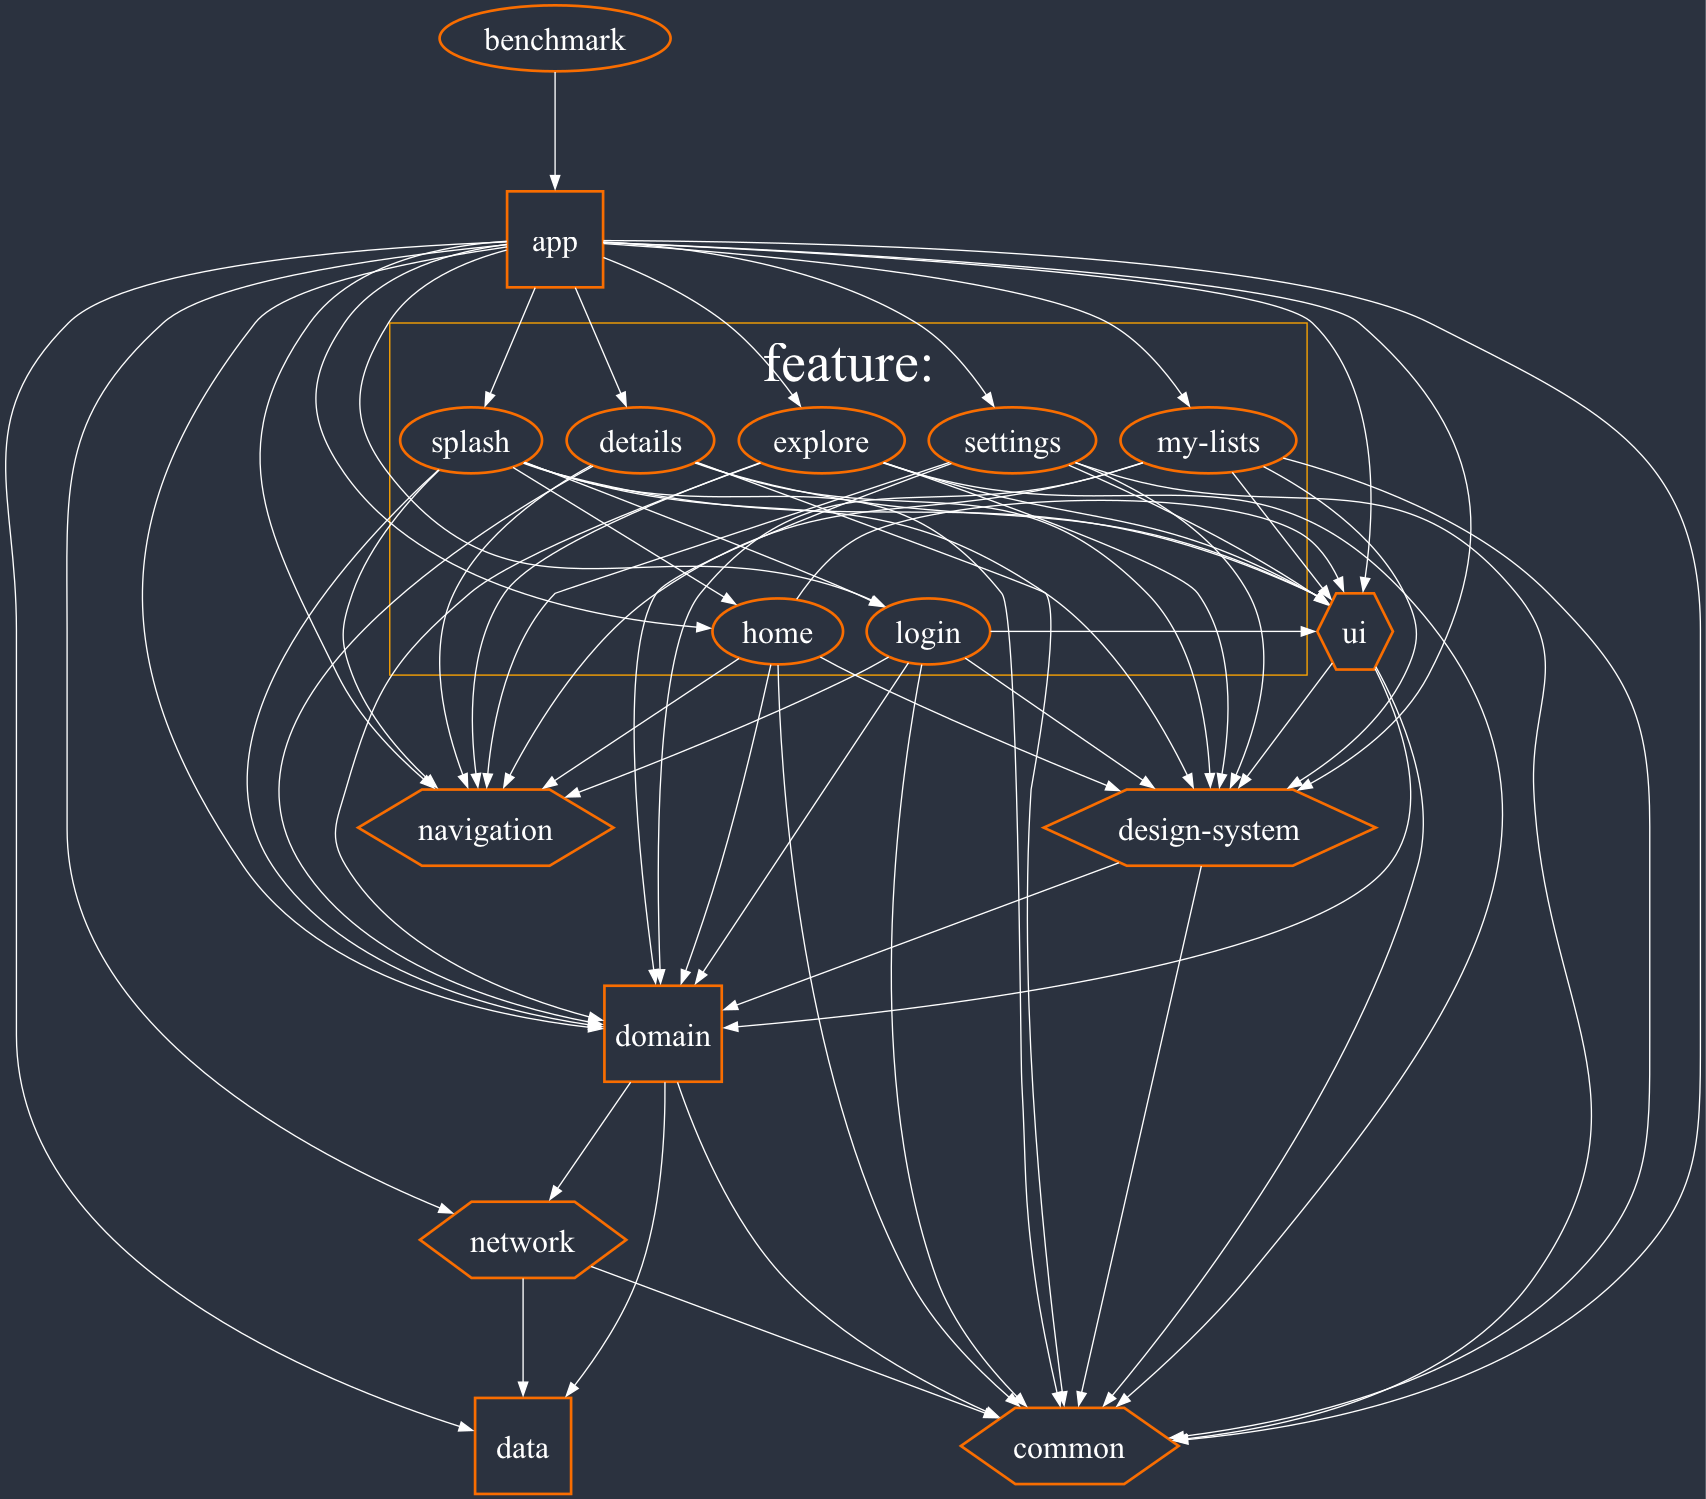 benchmark
app
feature:
splash
details
explore
settings
my-lists
home
login
ui
navigation
design-system
domain
network
data
common